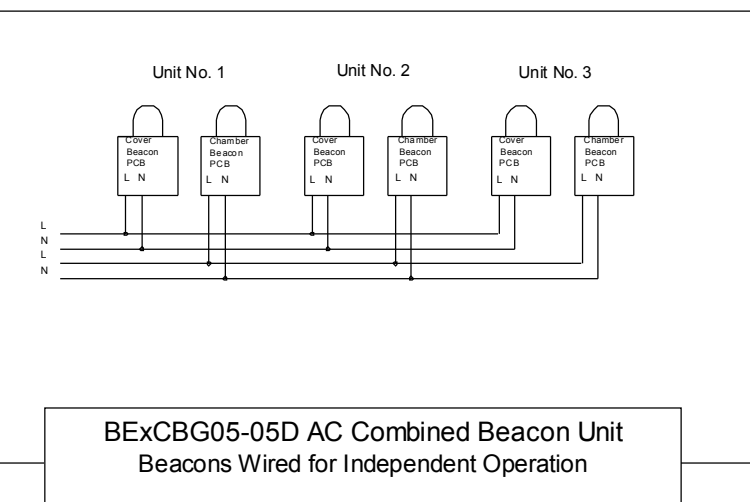 Unit No. 1
Unit No. 2
Unit No. 3
Cover
Beacon
PCB
L N
Chamber
Beacon
PCB
L N
Cover
Beacon
PCB
L N
Chamber
Beacon
PCB
L N
Cover
Beacon
PCB
L N
Chamber
Beacon
PCB
L N
L
N
L
N
BExCBG05-05D AC Combined Beacon Unit
Beacons Wired for Independent Operation